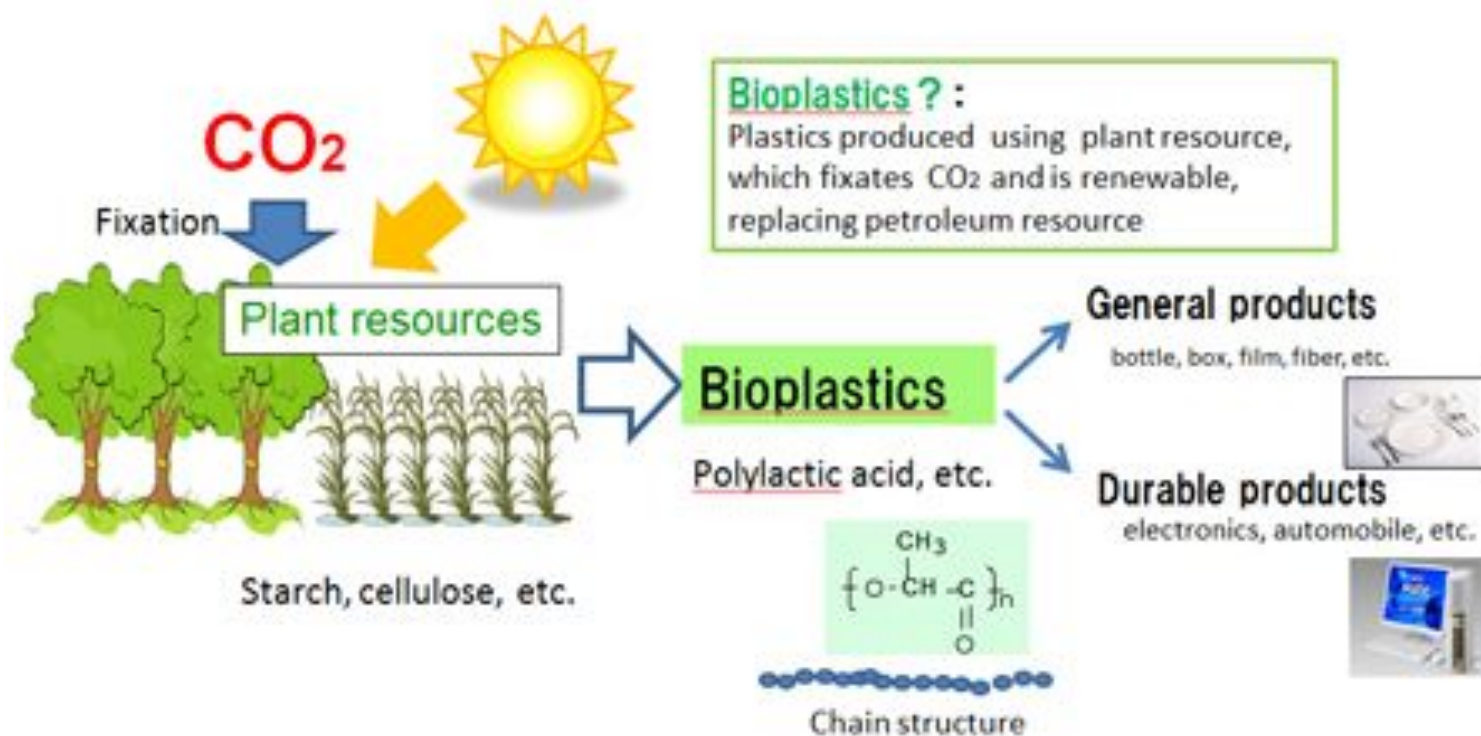 CO2
Fixation
Plant resources
Starch, cellulose, etc.
Bioplastics ? :
Plastics produced using plant resource,
which fixates CO2 and is renewable,
replacing petroleum resource
Bioplastics
Polylactic acid, etc.
CH3
O-CH-C
n
O
Chain structure
General products
bottle, box, film, fiber, etc.
Durable products
electronics, automobile, etc.